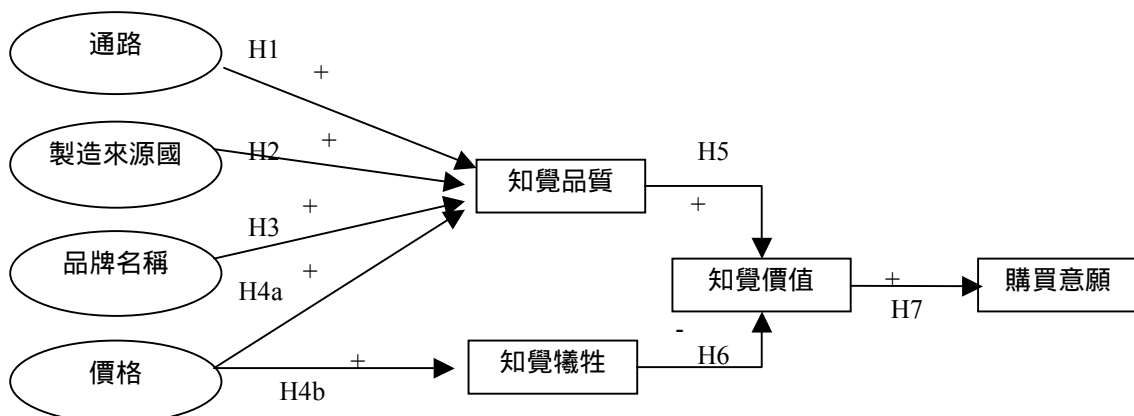 通路
H1
+
製造來源國
H2
+
知覺品質
H5
+
品牌名稱
H3
+
H4a
+
知覺價值
+
H7
購買意願
價格
+
H4b
知覺犧牲
-
H6